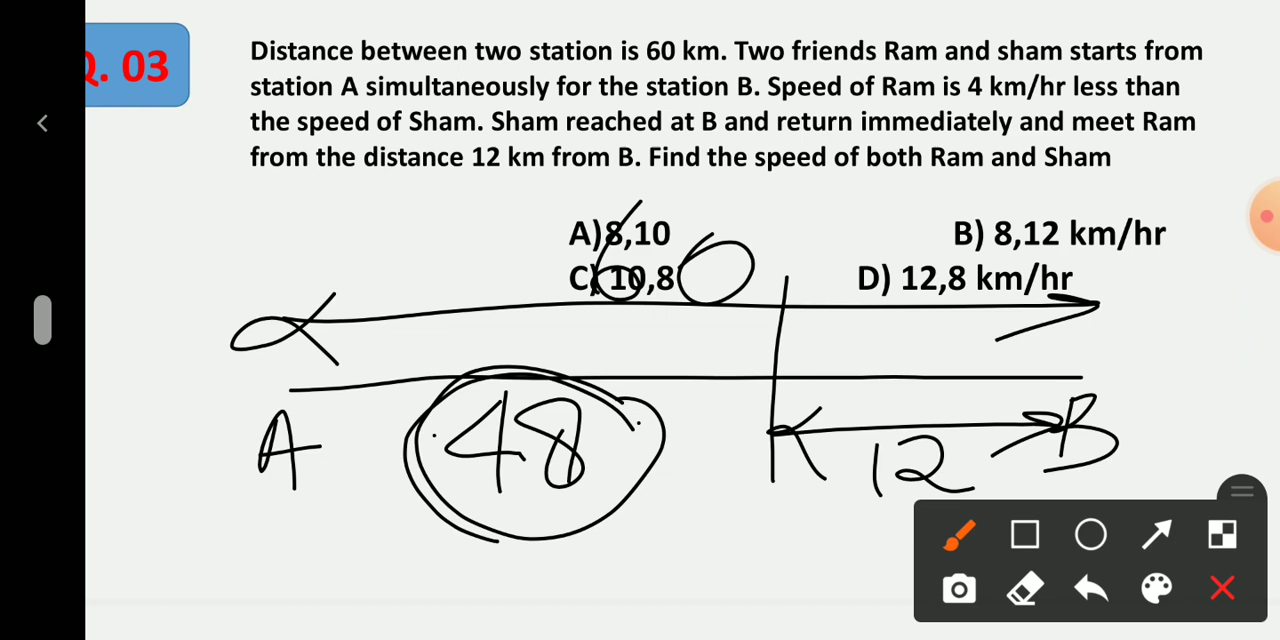 Q. 03
Distance between two station is 60 km. Two friends Ram and sham starts from
station A simultaneously for the station B. Speed of Ram is 4 km/hr less than
the speed of Sham. Sham reached at B and return immediately and meet Ram
from the distance 12 km from B. Find the speed of both Ram and Sham
A)8,10 B) 8,12 km/hr
C) 10,8 D) 12,8 km/hr
60
A 48 12 B